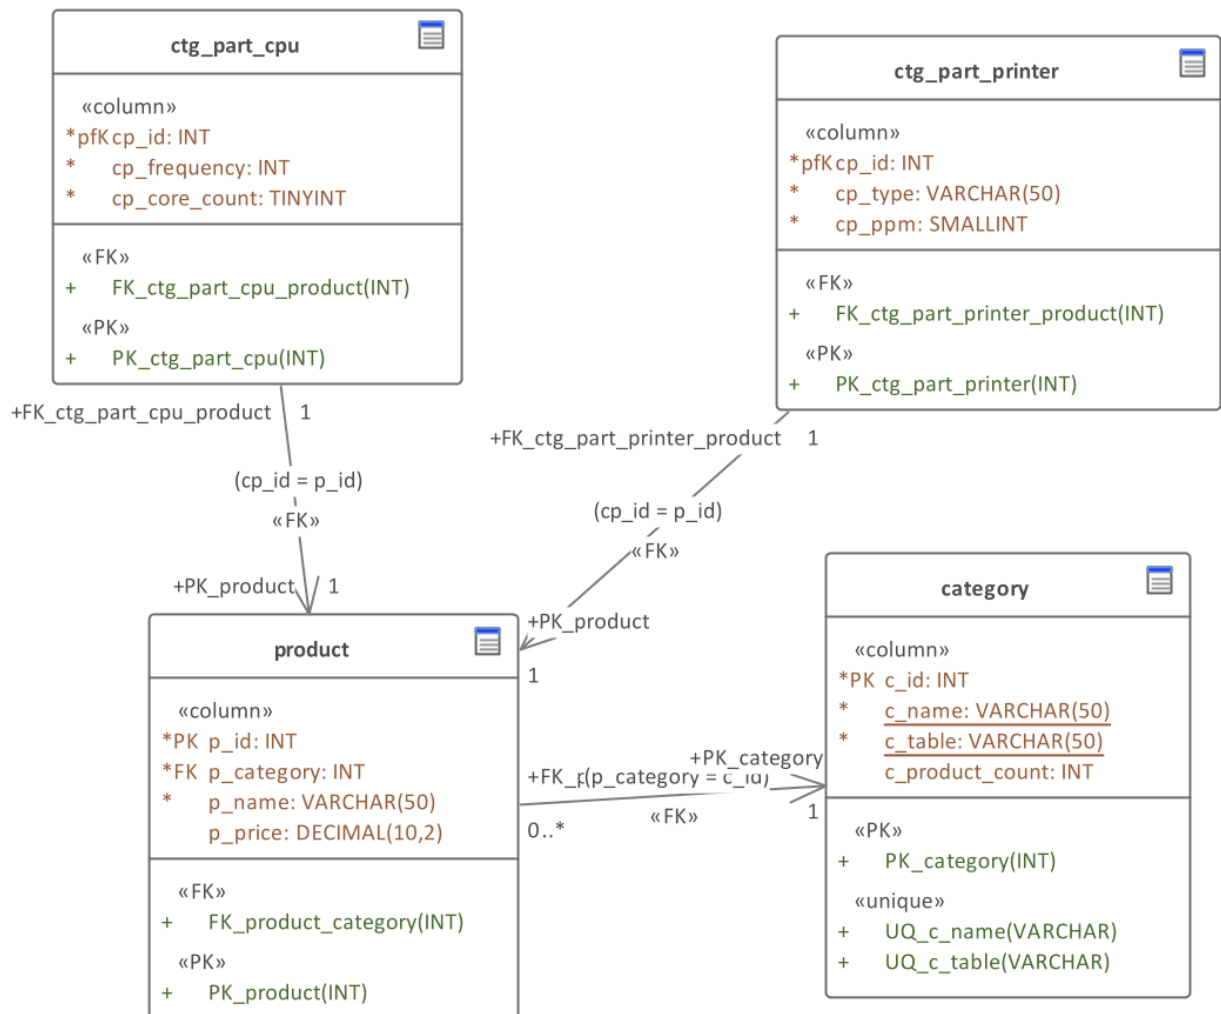 ctg_part_cpu
«column»
*pfK cp_id: INT
* cp_frequency: INT
* cp_core_count: TINYINT
«FK»
+ FK_ctg_part_cpu_product(INT)
«PK»
+ PK_ctg_part_cpu(INT)
ctg_part_printer
«column»
*pfK cp_id: INT
* cp_type: VARCHAR(50)
* cp_ppm: SMALLINT
«FK»
+ FK_ctg_part_printer_product(INT)
«PK»
+ PK_ctg_part_printer(INT)
+FK_ctg_part_cpu_product 1
(cp_id = p_id)
«FK»
+PK_product 1
+FK_ctg_part_printer_product 1
(cp_id = p_id)
«FK»
+PK_product
1
product
«column»
*PK p_id: INT
*FK p_category: INT
* p_name: VARCHAR(50)
p_price: DECIMAL(10,2)
«FK»
+ FK_product_category(INT)
«PK»
+ PK_product(INT)
+PK_category
(p_category = c_id)
0..* «FK» 1
category
«column»
*PK c_id: INT
* c_name: VARCHAR(50)
* c_table: VARCHAR(50)
c_product_count: INT
«PK»
+ PK_category(INT)
«unique»
+ UQ_c_name(VARCHAR)
+ UQ_c_table(VARCHAR)